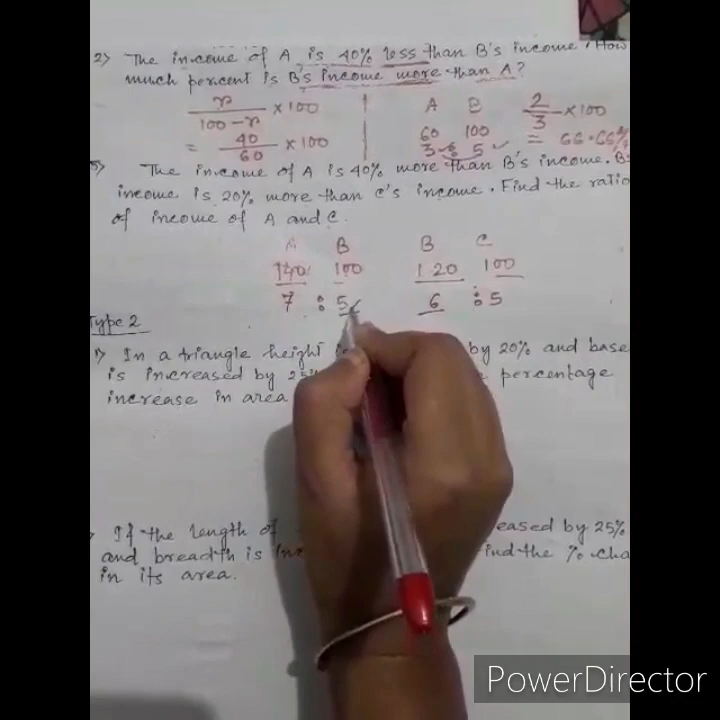 2> The income of A is 40% less than B's income. How
much percent is B's income more than A?
r / 100-r × 100
= 40 / 60 × 100
A B
60 100
3 : 5
2 / 3 × 100
= 66.66%
The income of A is 40% more than B's income. B's
income is 20% more than C's income. Find the ratio
of income of A and C.
A B B C
140 100 120 100
7 : 5 6 : 5
Type 2
1> In a triangle height by 20% and base
is increased by 25% percentage
increase in area
If the length of eased by 25%
and breadth is ind the % cha
in its area.
PowerDirector